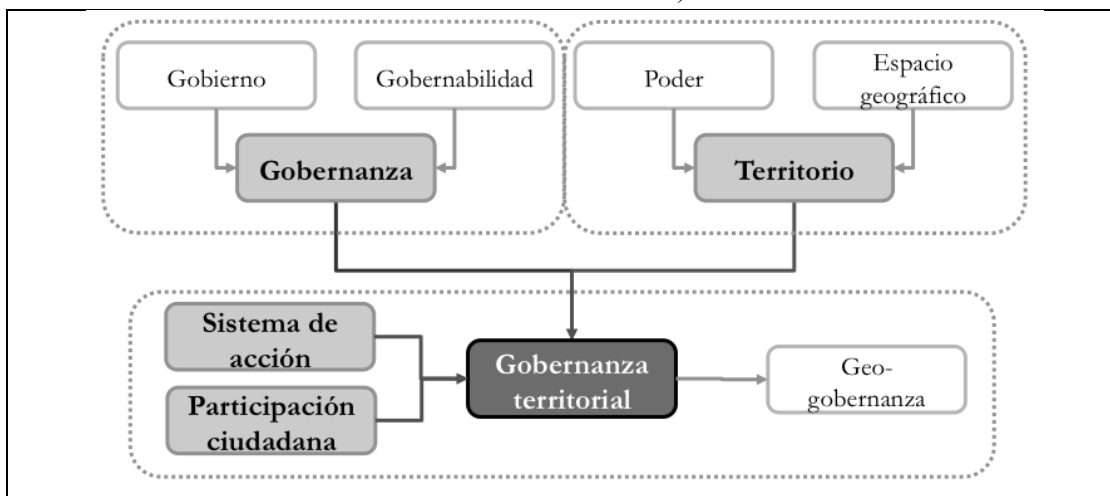 Gobierno
Gobernabilidad
Poder
Espacio
geográfico
Gobernanza
Territorio
Sistema de
acción
Participación
ciudadana
Gobernanza
territorial
Geo-
gobernanza